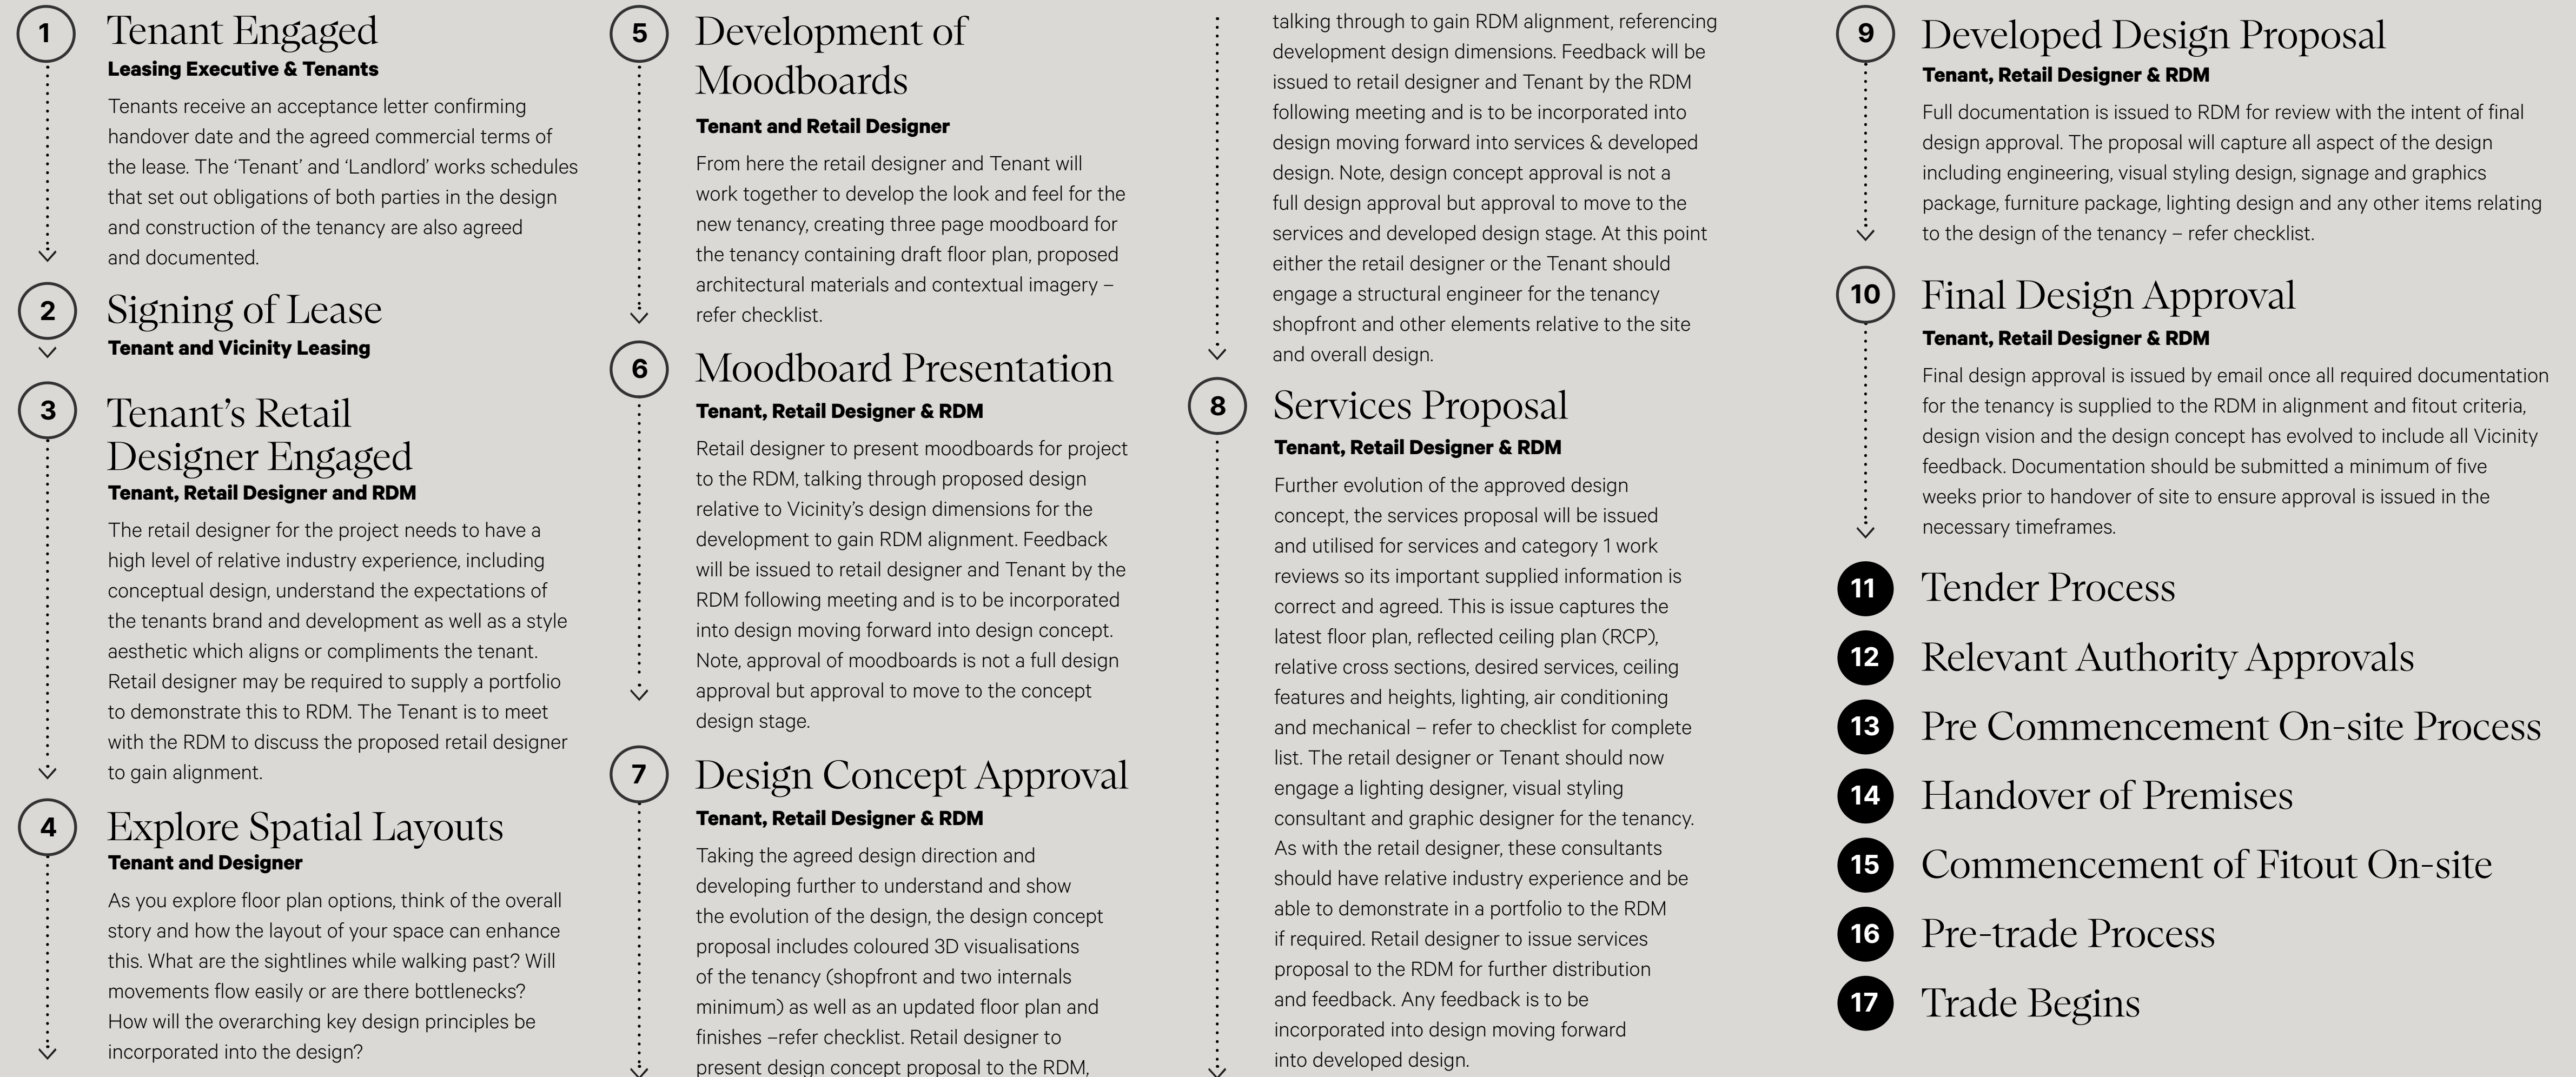 1
Tenant Engaged
Leasing Executive & Tenants
Tenants receive an acceptance letter confirming
handover date and the agreed commercial terms of
the lease. The ‘Tenant’ and ‘Landlord’ works schedules
that set out obligations of both parties in the design
and construction of the tenancy are also agreed
and documented.
2
Signing of Lease
Tenant and Vicinity Leasing
3
Tenant’s Retail
Designer Engaged
Tenant, Retail Designer and RDM
The retail designer for the project needs to have a
high level of relative industry experience, including
conceptual design, understand the expectations of
the tenants brand and development as well as a style
aesthetic which aligns or compliments the tenant.
Retail designer may be required to supply a portfolio
to demonstrate this to RDM. The Tenant is to meet
with the RDM to discuss the proposed retail designer
to gain alignment.
4
Explore Spatial Layouts
Tenant and Designer
As you explore floor plan options, think of the overall
story and how the layout of your space can enhance
this. What are the sightlines while walking past? Will
movements flow easily or are there bottlenecks?
How will the overarching key design principles be
incorporated into the design?
5
Development of
Moodboards
Tenant and Retail Designer
From here the retail designer and Tenant will
work together to develop the look and feel for the
new tenancy, creating three page moodboard for
the tenancy containing draft floor plan, proposed
architectural materials and contextual imagery –
refer checklist.
6
Moodboard Presentation
Tenant, Retail Designer & RDM
Retail designer to present moodboards for project
to the RDM, talking through proposed design
relative to Vicinity’s design dimensions for the
development to gain RDM alignment. Feedback
will be issued to retail designer and Tenant by the
RDM following meeting and is to be incorporated
into design moving forward into design concept.
Note, approval of moodboards is not a full design
approval but approval to move to the concept
design stage.
7
Design Concept Approval
Tenant, Retail Designer & RDM
Taking the agreed design direction and
developing further to understand and show
the evolution of the design, the design concept
proposal includes coloured 3D visualisations
of the tenancy (shopfront and two internals
minimum) as well as an updated floor plan and
finishes –refer checklist. Retail designer to
present design concept proposal to the RDM,
talking through to gain RDM alignment, referencing
development design dimensions. Feedback will be
issued to retail designer and Tenant by the RDM
following meeting and is to be incorporated into
design moving forward into services & developed
design. Note, design concept approval is not a
full design approval but approval to move to the
services and developed design stage. At this point
either the retail designer or the Tenant should
engage a structural engineer for the tenancy
shopfront and other elements relative to the site
and overall design.
8
Services Proposal
Tenant, Retail Designer & RDM
Further evolution of the approved design
concept, the services proposal will be issued
and utilised for services and category 1 work
reviews so its important supplied information is
correct and agreed. This is issue captures the
latest floor plan, reflected ceiling plan (RCP),
relative cross sections, desired services, ceiling
features and heights, lighting, air conditioning
and mechanical – refer to checklist for complete
list. The retail designer or Tenant should now
engage a lighting designer, visual styling
consultant and graphic designer for the tenancy.
As with the retail designer, these consultants
should have relative industry experience and be
able to demonstrate in a portfolio to the RDM
if required. Retail designer to issue services
proposal to the RDM for further distribution
and feedback. Any feedback is to be
incorporated into design moving forward
into developed design.
9
Developed Design Proposal
Tenant, Retail Designer & RDM
Full documentation is issued to RDM for review with the intent of final
design approval. The proposal will capture all aspect of the design
including engineering, visual styling design, signage and graphics
package, furniture package, lighting design and any other items relating
to the design of the tenancy – refer checklist.
10
Final Design Approval
Tenant, Retail Designer & RDM
Final design approval is issued by email once all required documentation
for the tenancy is supplied to the RDM in alignment and fitout criteria,
design vision and the design concept has evolved to include all Vicinity
feedback. Documentation should be submitted a minimum of five
weeks prior to handover of site to ensure approval is issued in the
necessary timeframes.
11
Tender Process
12
Relevant Authority Approvals
13
Pre Commencement On-site Process
14
Handover of Premises
15
Commencement of Fitout On-site
16
Pre-trade Process
17
Trade Begins